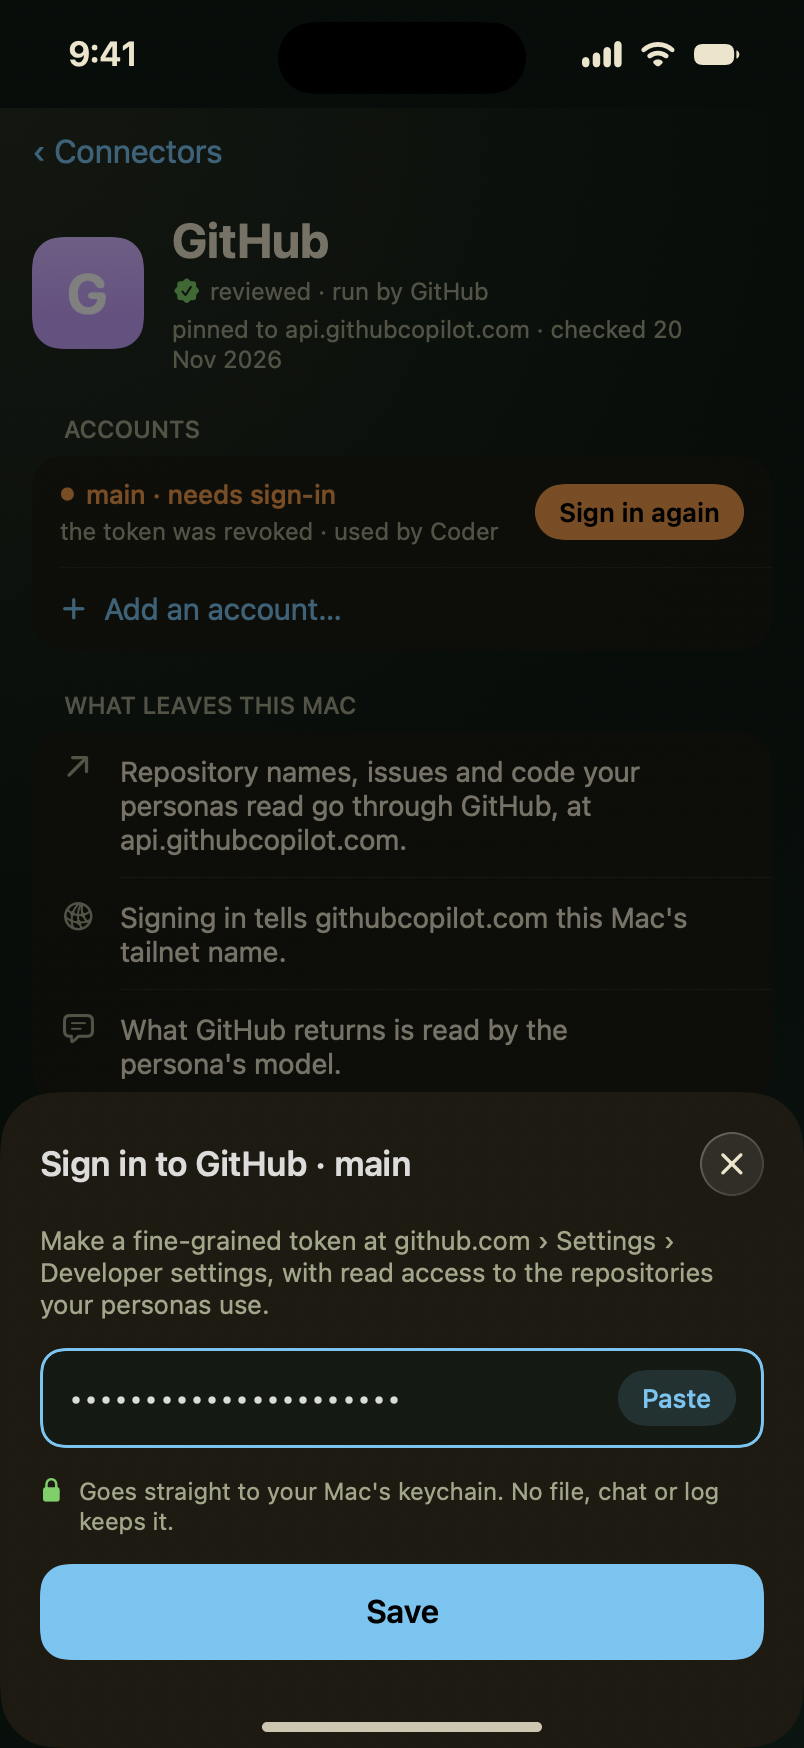 9:41
‹ Connectors
G
GitHub
reviewed · run by GitHub
pinned to api.githubcopilot.com · checked 20
Nov 2026
ACCOUNTS
main · needs sign-in
the token was revoked · used by Coder
Sign in again
+ Add an account...
WHAT LEAVES THIS MAC
Repository names, issues and code your
personas read go through GitHub, at
api.githubcopilot.com.
Signing in tells githubcopilot.com this Mac's
tailnet name.
What GitHub returns is read by the
persona's model.
Sign in to GitHub · main
Make a fine-grained token at github.com › Settings ›
Developer settings, with read access to the repositories
your personas use.
••••••••••••••••••••••
Paste
Goes straight to your Mac's keychain. No file, chat or log
keeps it.
Save